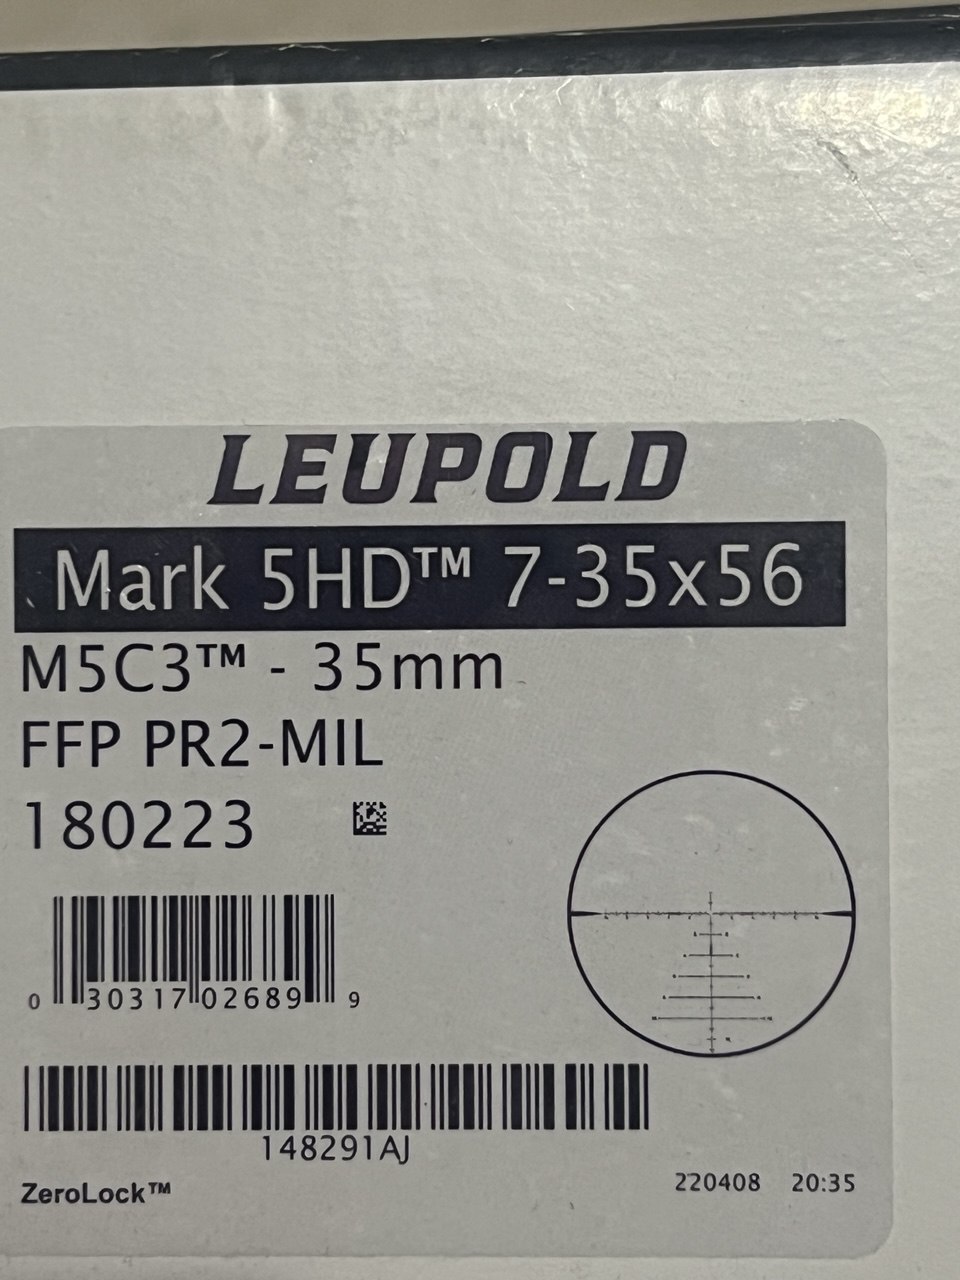 LEUPOLD
Mark 5HD™ 7-35x56
M5C3™ - 35mm
FFP PR2-MIL
180223
0 30317 02689 9
148291AJ
ZeroLock™ 220408 20:35